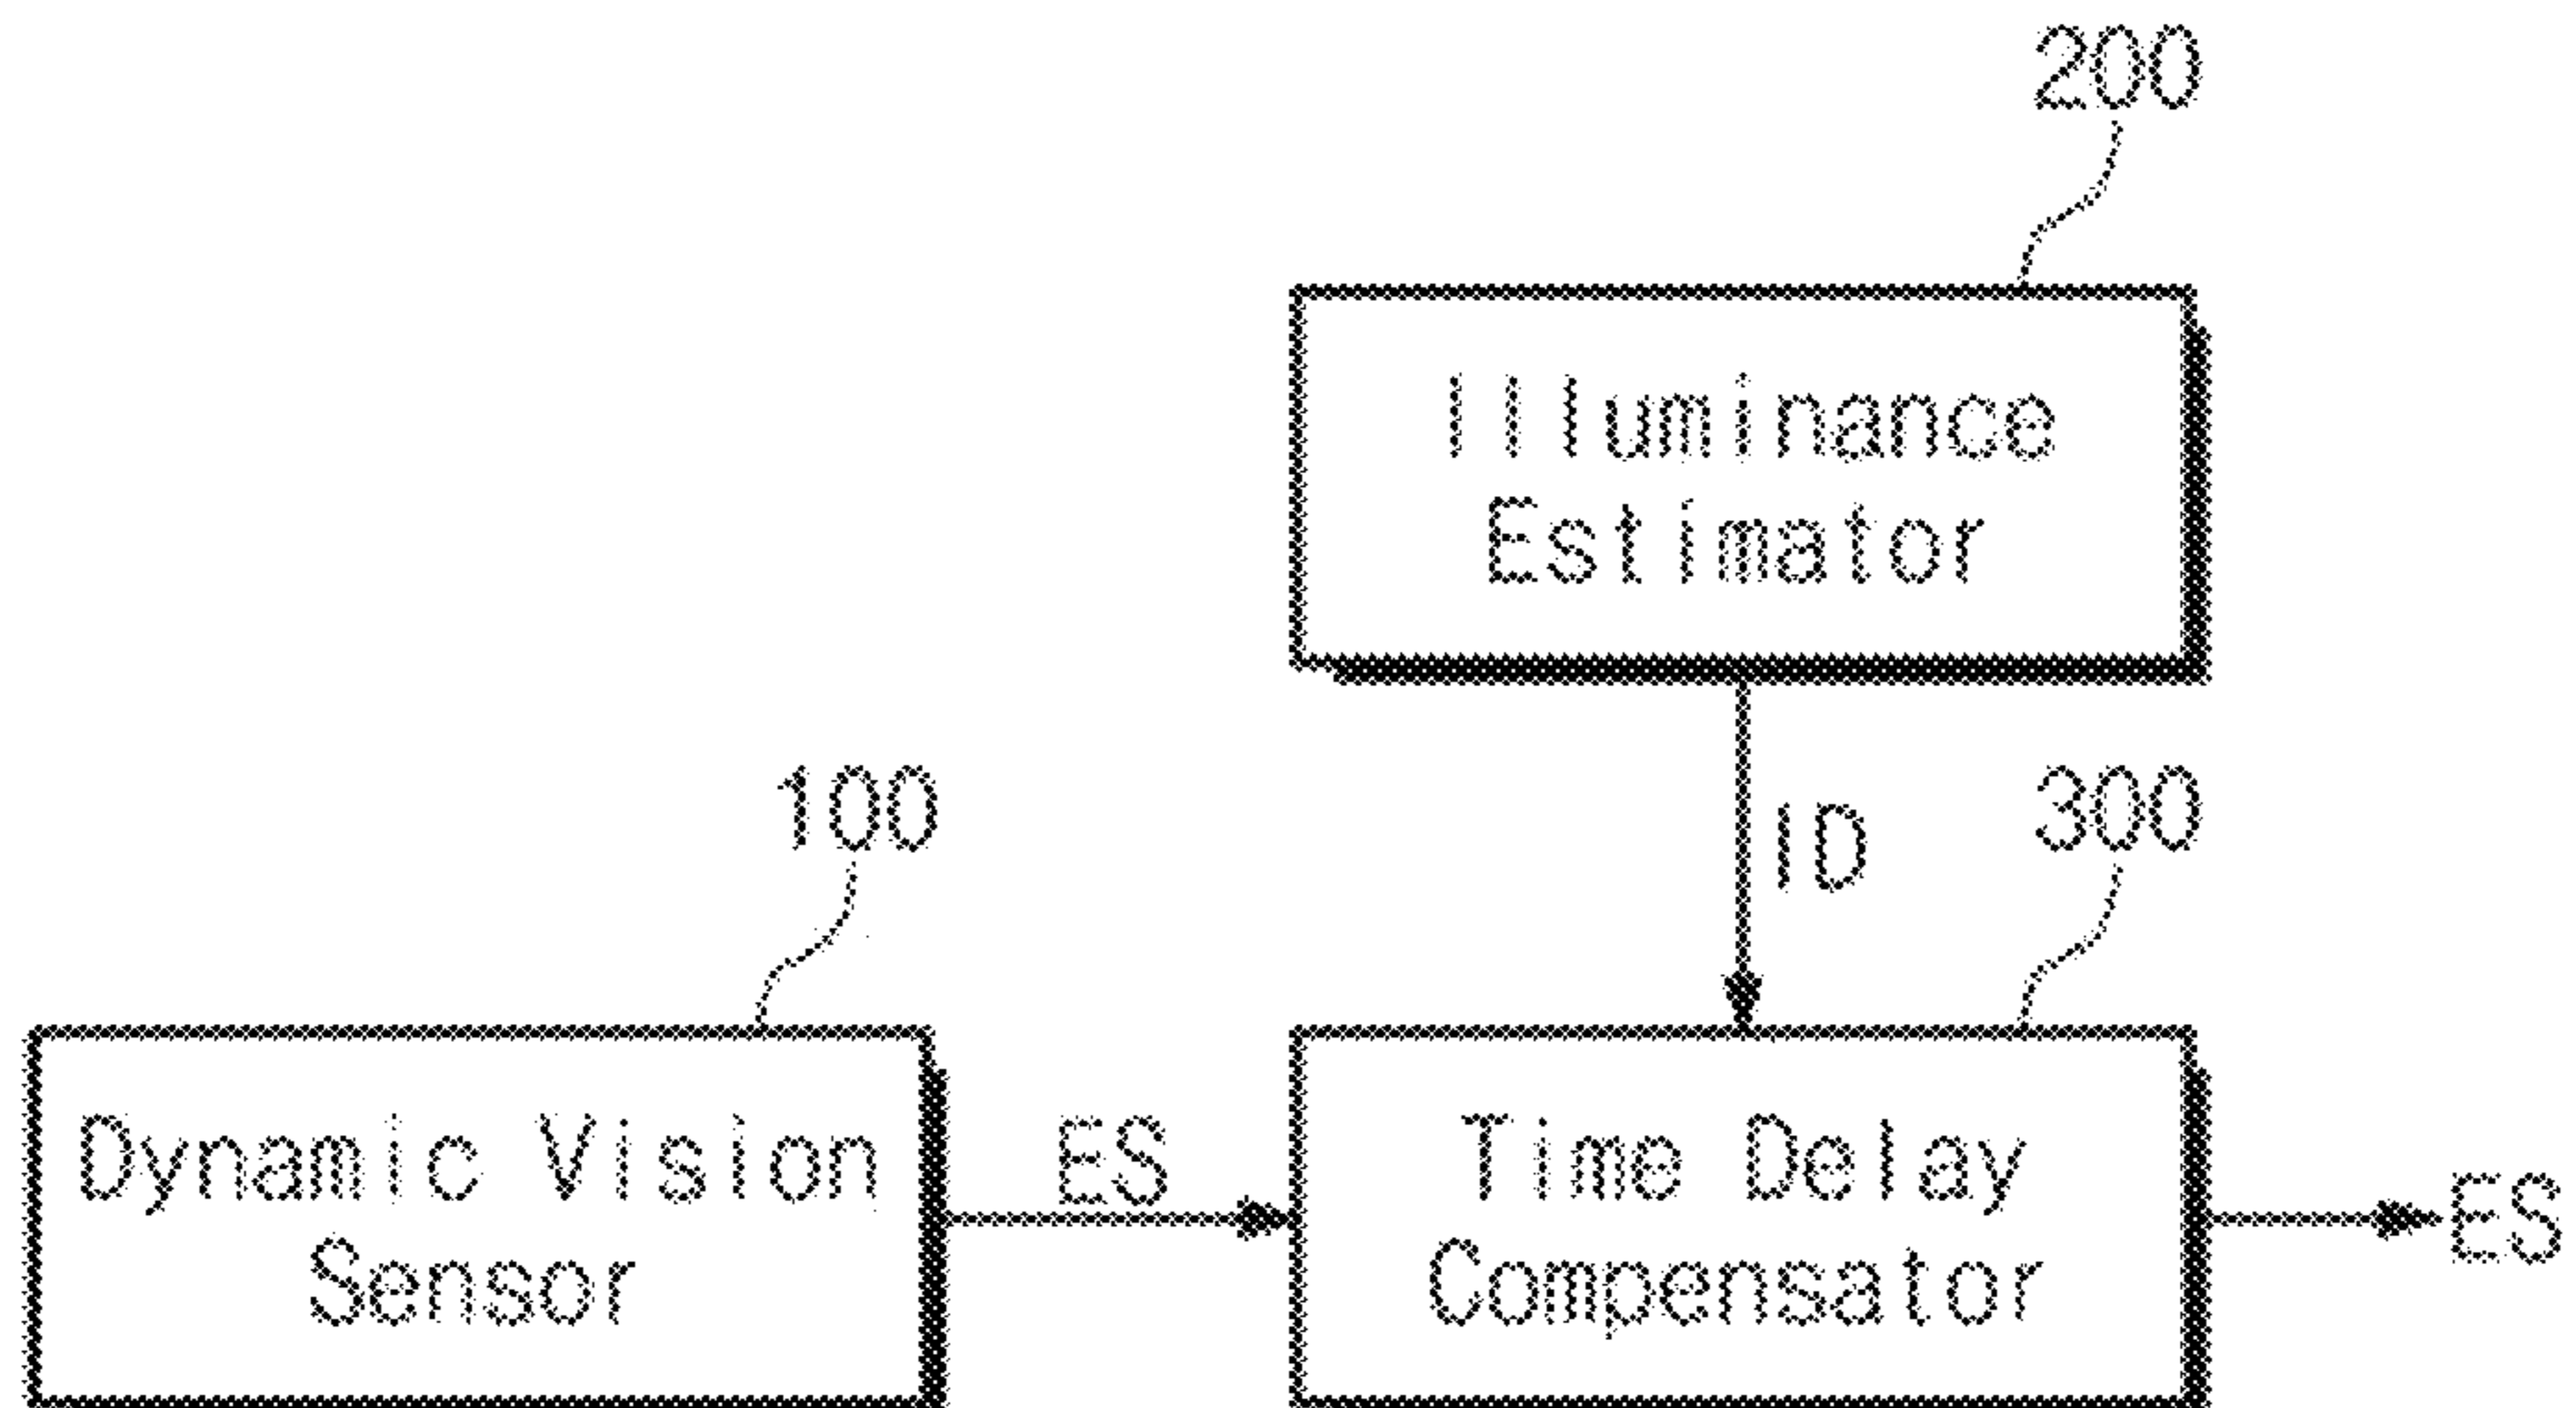 200
Illuminance
Estimator
100
ID
300
Dynamic Vision
Sensor
ES
Time Delay
Compensator
ES